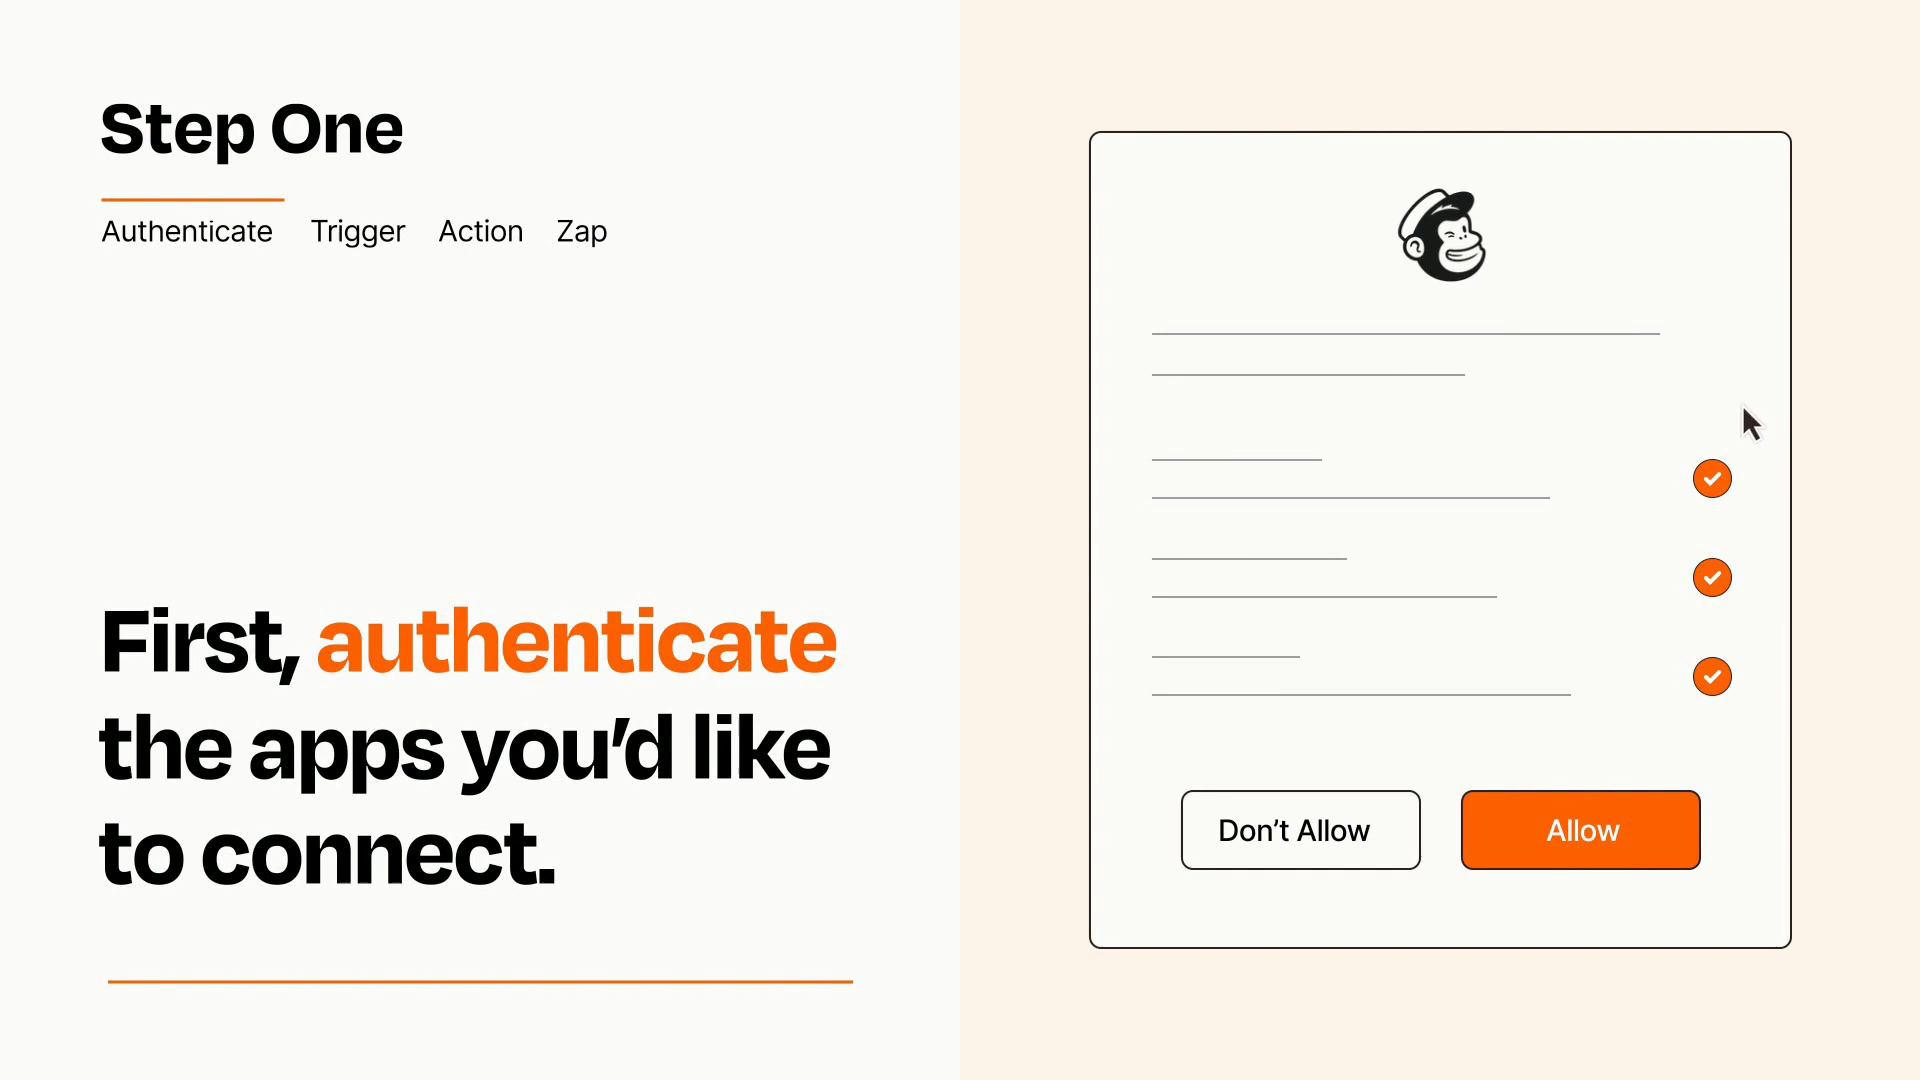 Step One
Authenticate Trigger Action Zap
First, authenticate
the apps you’d like
to connect.
Don’t Allow
Allow